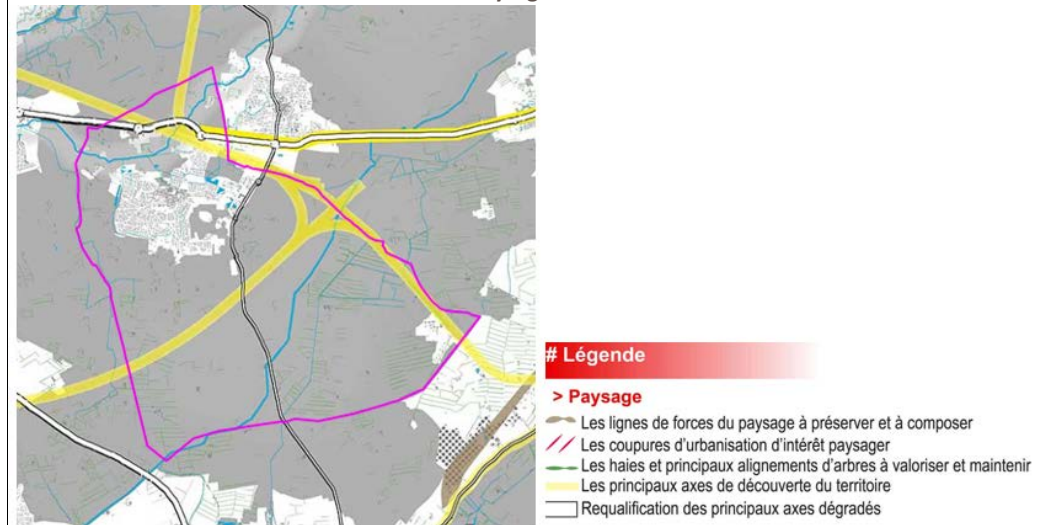 # Légende
> Paysage
Les lignes de forces du paysage à préserver et à composer
Les coupures d'urbanisation d'intérêt paysager
Les haies et principaux alignements d'arbres à valoriser et maintenir
Les principaux axes de découverte du territoire
Requalification des principaux axes dégradés